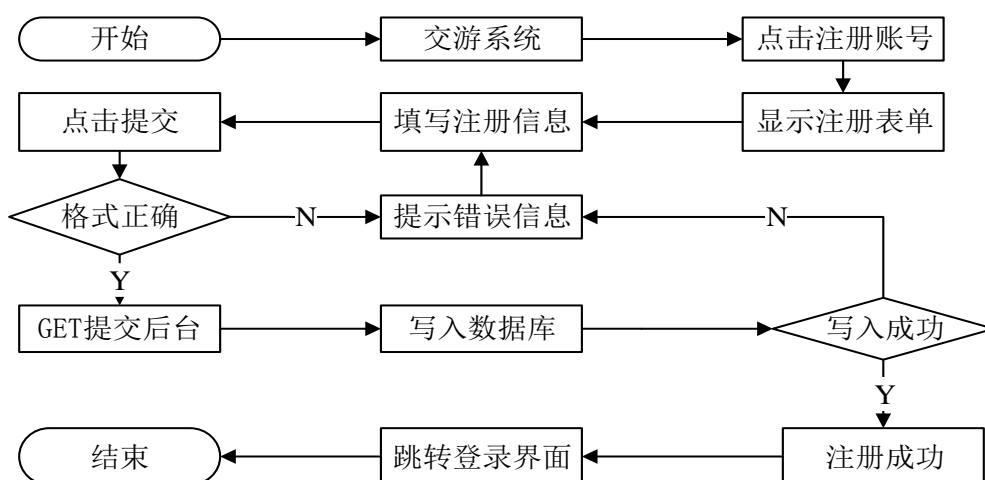 开始
交游系统
点击注册账号
点击提交
填写注册信息
显示注册表单
格式正确
N
提示错误信息
N
Y
GET提交后台
写入数据库
写入成功
Y
结束
跳转登录界面
注册成功